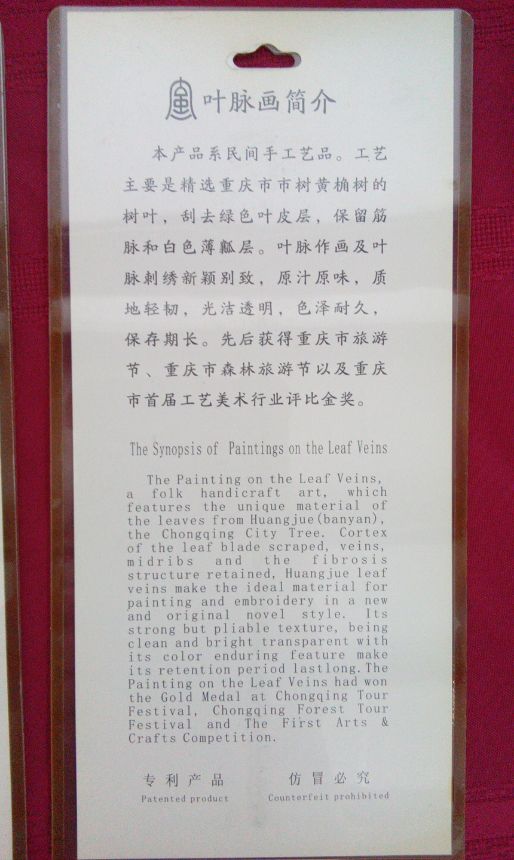 叶脉画简介
本产品系民间手工艺品。工艺
主要是精选重庆市市树黄桷树的
树叶，刮去绿色叶皮层，保留筋
脉和白色薄瓤层。叶脉作画及叶
脉刺绣新颖别致，原汁原味，质
地轻韧，光洁透明，色泽耐久，
保存期长。先后获得重庆市旅游
节、重庆市森林旅游节以及重庆
市首届工艺美术行业评比金奖。
The Synopsis of Paintings on the Leaf Veins
The Painting on the Leaf Veins,
a folk handicraft art, which
features the unique material of
the leaves from Huangjue(banyan),
the Chongqing City Tree. Cortex
of the leaf blade scraped, veins,
midribs and the fibrosis
structure retained, Huangjue leaf
veins make the ideal material for
painting and embroidery in a new
and original novel style. Its
strong but pliable texture, being
clean and bright transparent with
its color enduring feature make
its retention period lastlong.The
Painting on the Leaf Veins had won
the Gold Medal at Chongqing Tour
Festival, Chongqing Forest Tour
Festival and The First Arts &
Crafts Competition.
专利产品 仿冒必究
Patented product Counterfeit prohibited